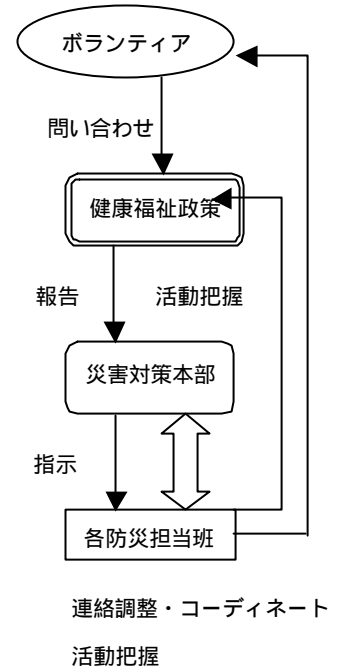 ボランティア
問い合わせ
健康福祉政策
報告 活動把握
災害対策本部
指示
各防災担当班
連絡調整・コーディネート
活動把握